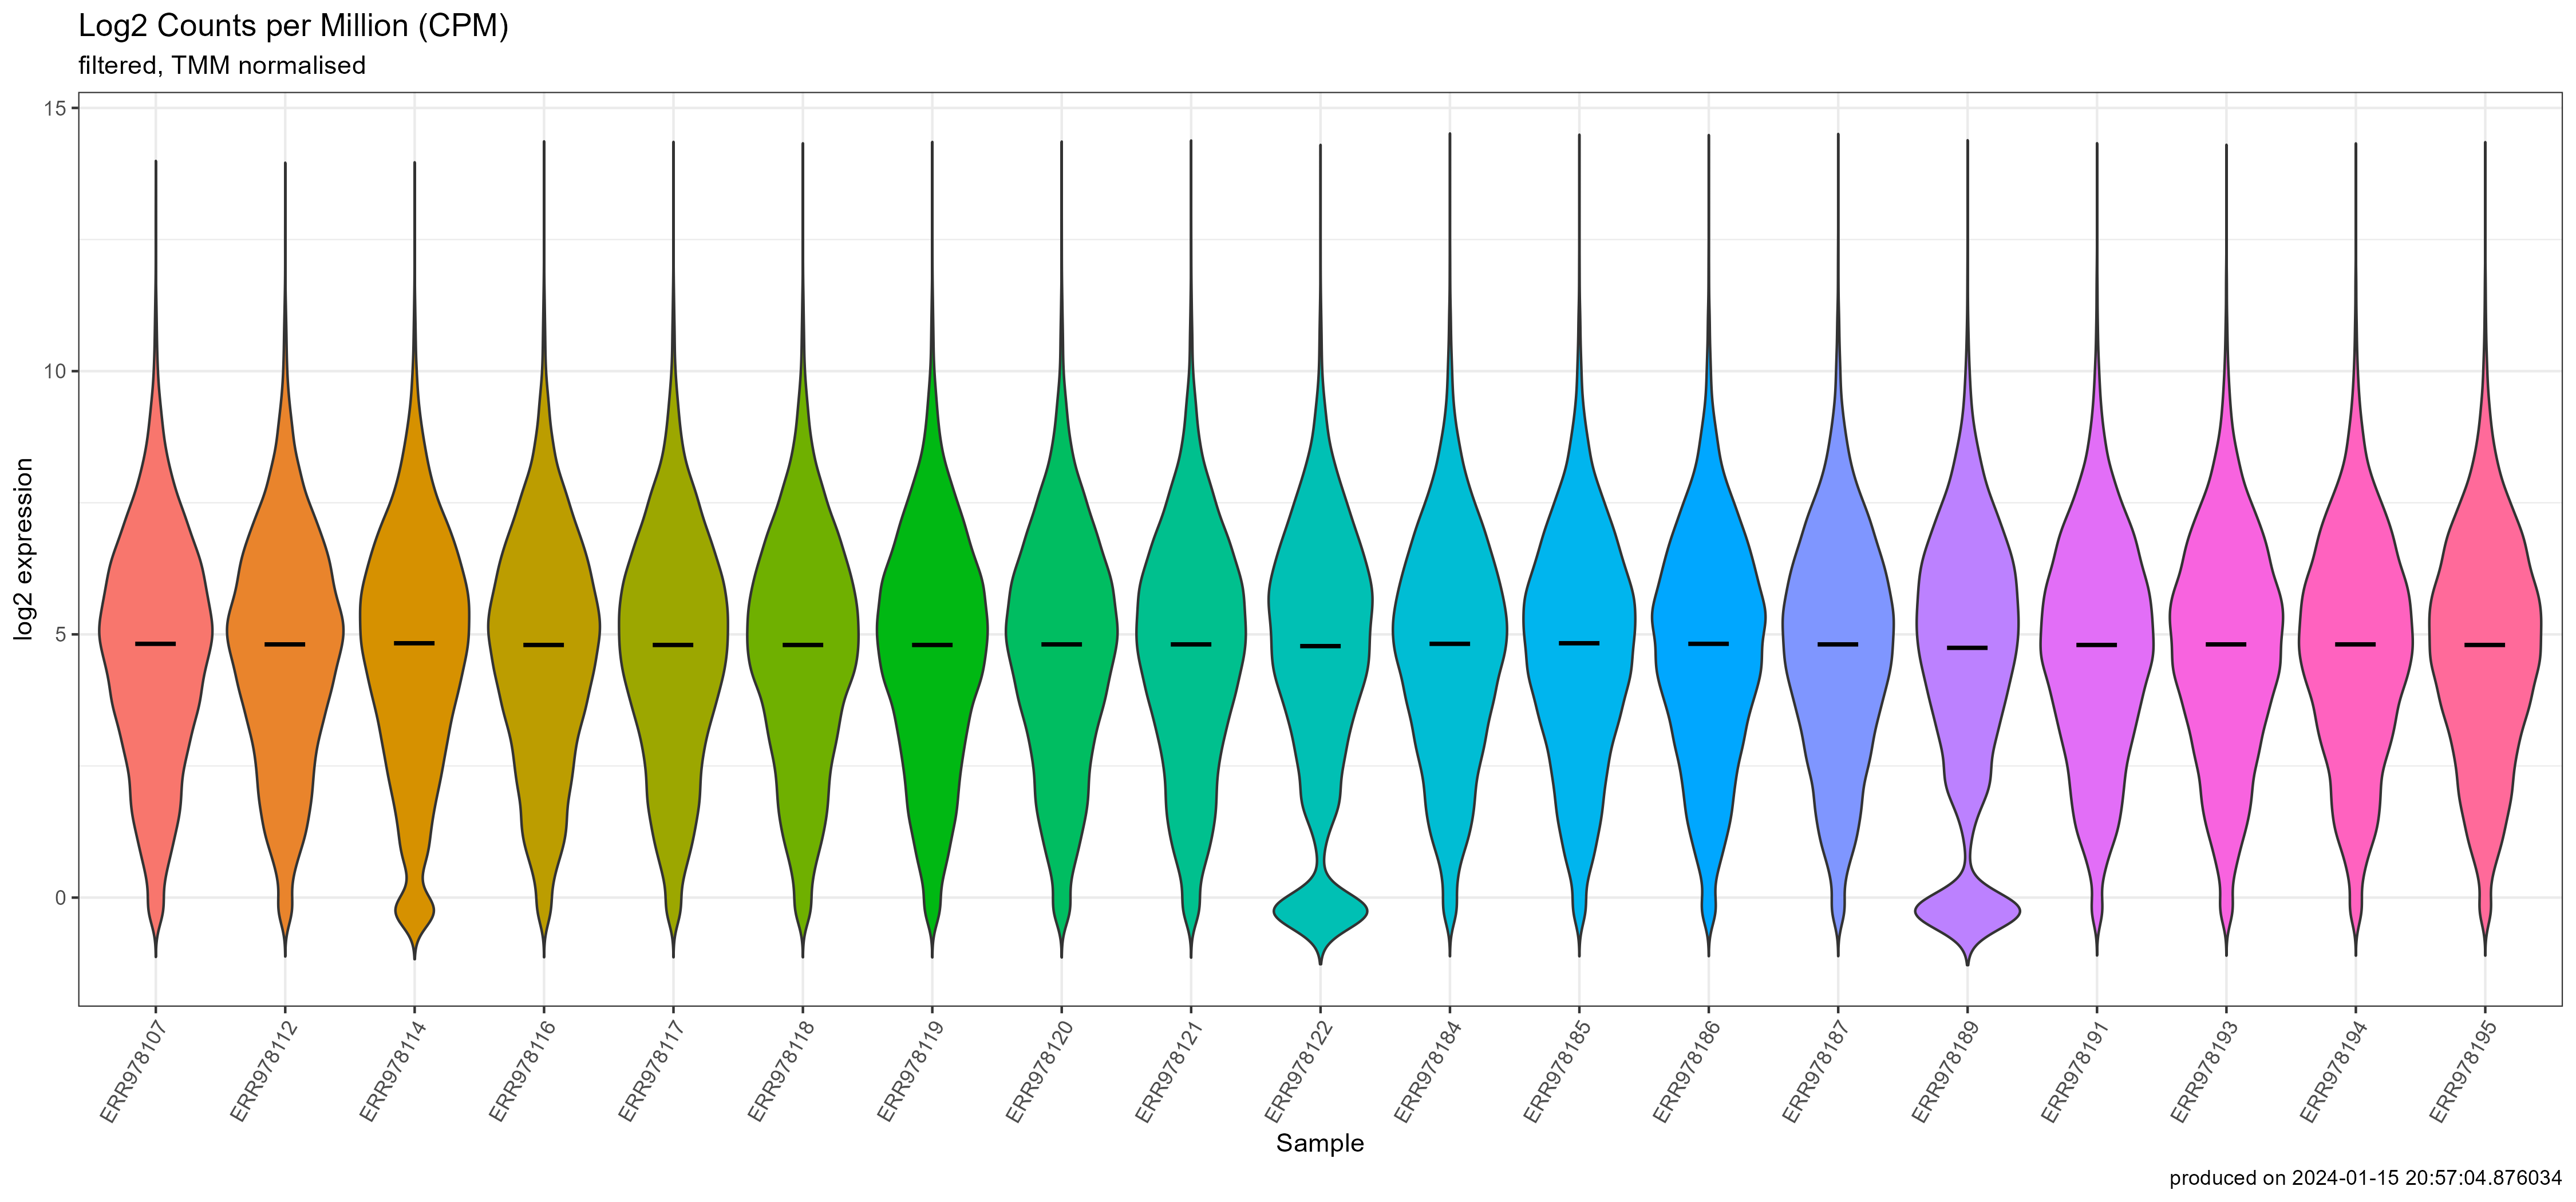 Log2 Counts per Million (CPM)
filtered, TMM normalised
log2 expression
15
10
5
0
ERR978107
ERR978112
ERR978114
ERR978116
ERR978117
ERR978118
ERR978119
ERR978120
ERR978121
ERR978122
ERR978184
ERR978185
ERR978186
ERR978187
ERR978189
ERR978191
ERR978193
ERR978194
ERR978195
Sample
produced on 2024-01-15 20:57:04.876034